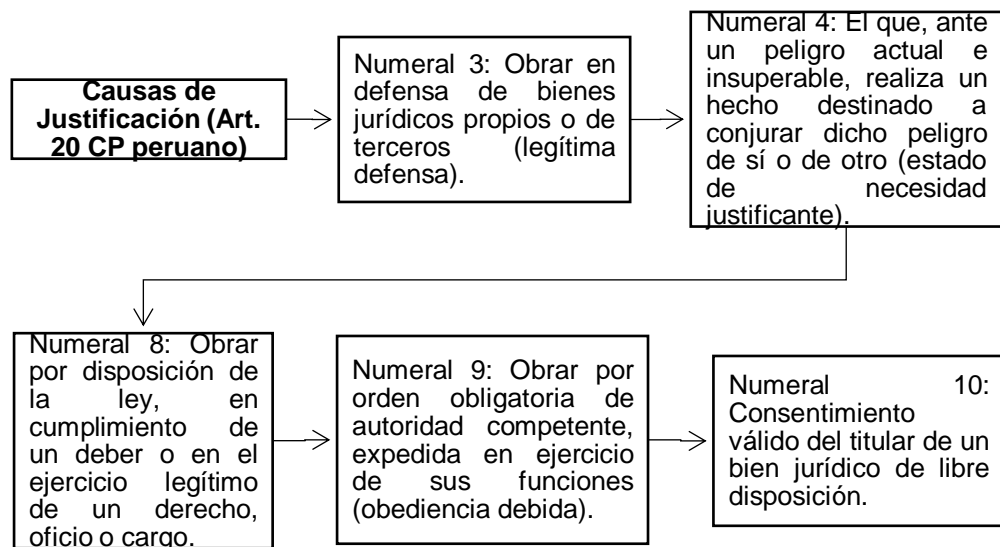 Causas de
Justificación (Art.
20 CP peruano)
Numeral 3: Obrar en
defensa de bienes
jurídicos propios o de
terceros (legítima
defensa).
Numeral 4: El que, ante
un peligro actual e
insuperable, realiza un
hecho destinado a
conjurar dicho peligro
de sí o de otro (estado
de necesidad
justificante).
Numeral 8: Obrar
por disposición de
la ley, en
cumplimiento de
un deber o en el
ejercicio legítimo
de un derecho,
oficio o cargo.
Numeral 9: Obrar por
orden obligatoria de
autoridad competente,
expedida en ejercicio
de sus funciones
(obediencia debida).
Numeral 10:
Consentimiento
válido del titular de un
bien jurídico de libre
disposición.